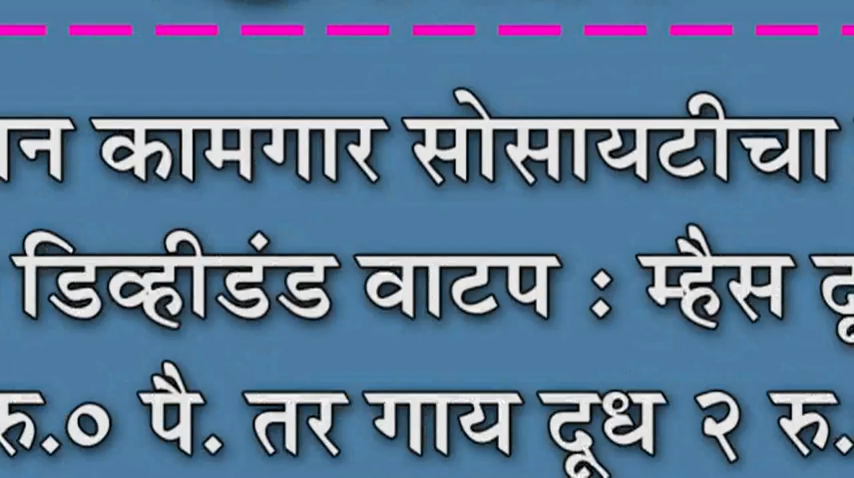 कामगार सोसायटीचा
डिव्हीडंड वाटप : म्हैस
रु.० पै. तर गाय दूध २ रु.